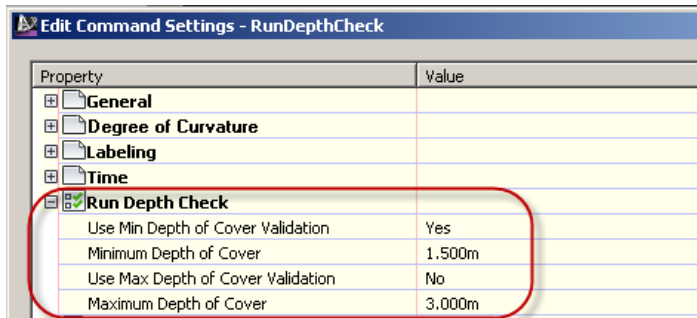 Edit Command Settings - RunDepthCheck
Property Value
General
Degree of Curvature
Labeling
Time
Run Depth Check
Use Min Depth of Cover Validation Yes
Minimum Depth of Cover 1.500m
Use Max Depth of Cover Validation No
Maximum Depth of Cover 3.000m